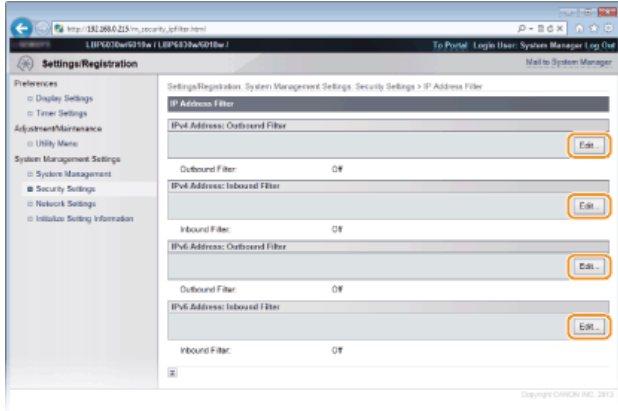 http://192.168.0.215/m_security_ipfilter.html
LBP6030w/6018w / LBP6030w/6018w /
To Portal Login User: System Manager Log Out
Settings/Registration
Mail to System Manager
Preferences
Display Settings
Timer Settings
Adjustment/Maintenance
Utility Menu
System Management Settings
System Management
Security Settings
Network Settings
Initialize Setting Information
Settings/Registration: System Management Settings: Security Settings > IP Address Filter
IP Address Filter
IPv4 Address: Outbound Filter
Edit...
Outbound Filter: Off
IPv4 Address: Inbound Filter
Edit...
Inbound Filter: Off
IPv6 Address: Outbound Filter
Edit...
Outbound Filter: Off
IPv6 Address: Inbound Filter
Edit...
Inbound Filter: Off
Copyright CANON INC. 2013